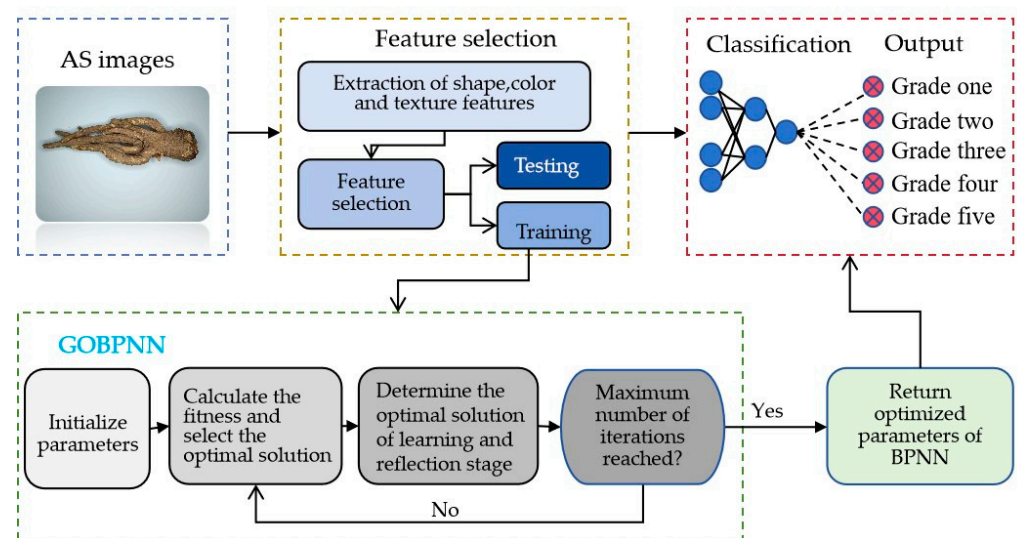 AS images
Feature selection
Extraction of shape,color
and texture features
Feature
selection
Testing
Training
Classification
Output
Grade one
Grade two
Grade three
Grade four
Grade five
GOBPNN
Initialize
parameters
Calculate the
fitness and
select the
optimal solution
Determine the
optimal solution
of learning and
reflection stage
Maximum
number of
iterations
reached?
Yes
No
Return
optimized
parameters of
BPNN